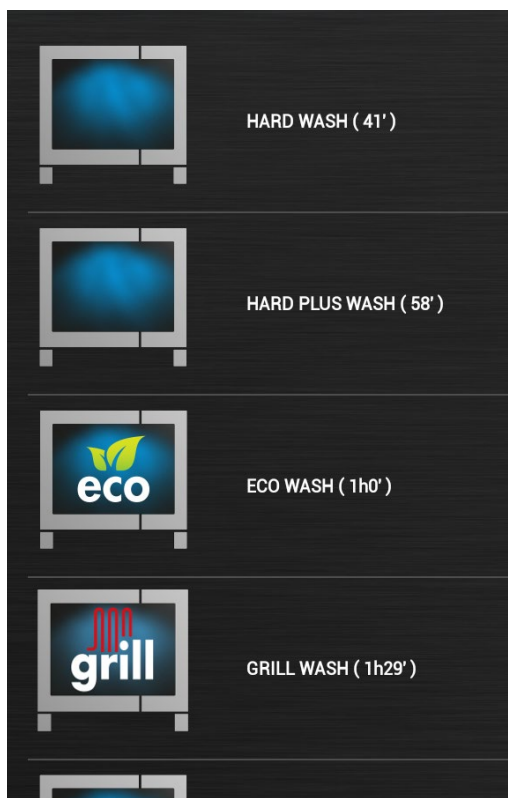 HARD WASH ( 41' )
HARD PLUS WASH ( 58' )
eco
ECO WASH ( 1h0' )
grill
GRILL WASH ( 1h29' )